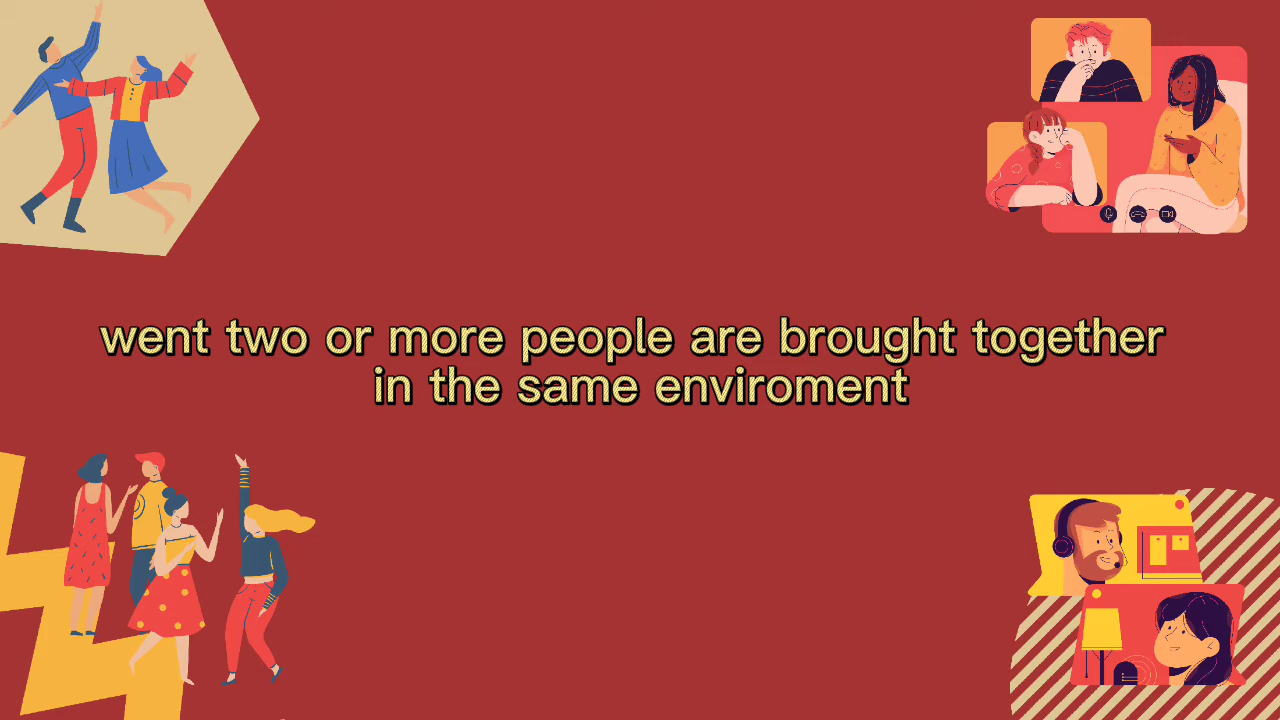 went two or more people are brought together
in the same enviroment